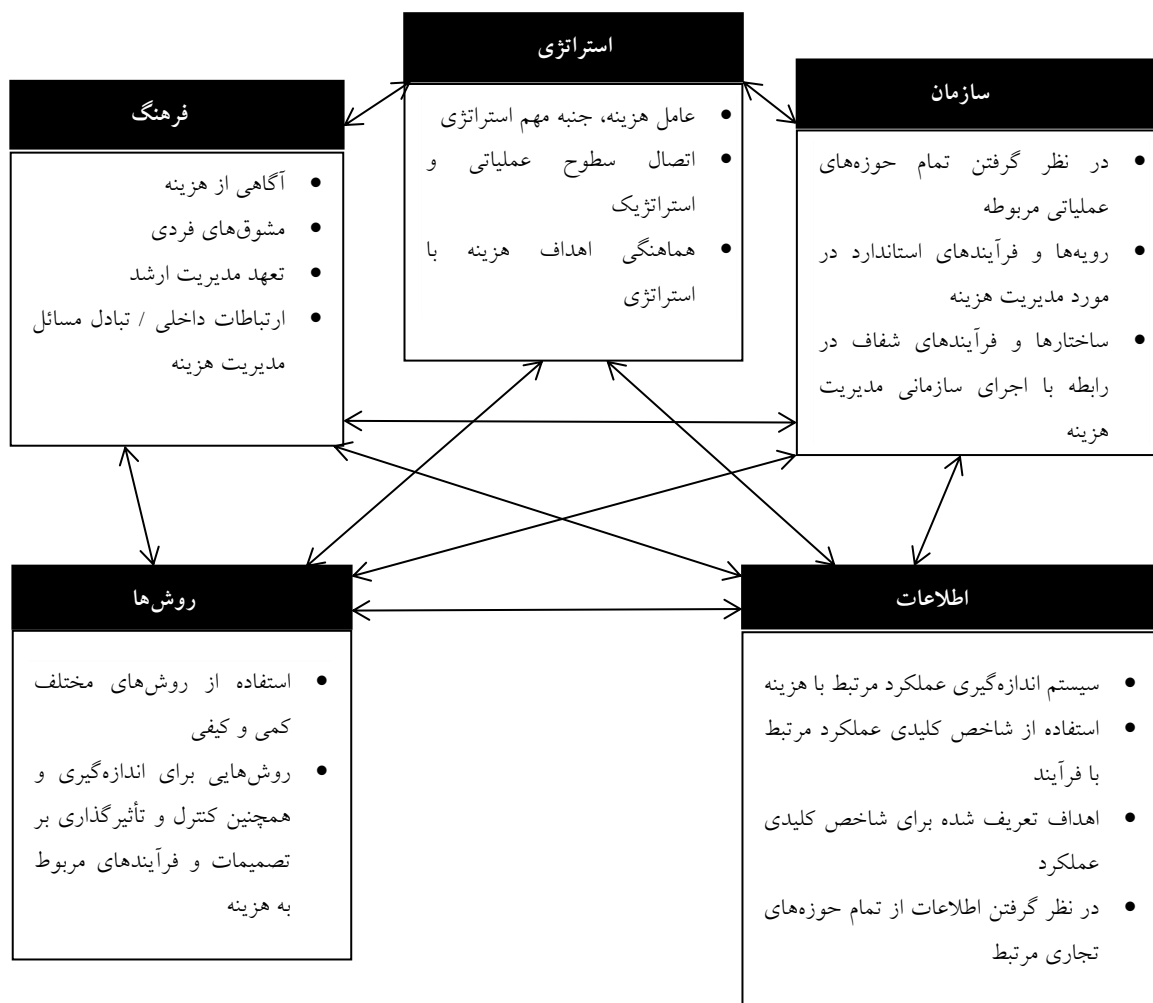 استراتژی
• عامل هزینه، جنبه مهم استراتژی
• اتصال سطوح عملیاتی و
استراتژیک
• هماهنگی اهداف هزینه با
استراتژی
سازمان
• در نظر گرفتن تمام حوزه‌های
عملیاتی مربوطه
• رویه‌ها و فرآیندهای استاندارد در
مورد مدیریت هزینه
• ساختارها و فرآیندهای شفاف در
رابطه با اجرای سازمانی مدیریت
هزینه
فرهنگ
• آگاهی از هزینه
• مشوق‌های فردی
• تعهد مدیریت ارشد
• ارتباطات داخلی / تبادل مسائل
مدیریت هزینه
اطلاعات
• سیستم اندازه‌گیری عملکرد مرتبط با هزینه
• استفاده از شاخص کلیدی عملکرد مرتبط
با فرآیند
• اهداف تعریف شده برای شاخص کلیدی
عملکرد
• در نظر گرفتن اطلاعات از تمام حوزه‌های
تجاری مرتبط
روش‌ها
• استفاده از روش‌های مختلف
کمی و کیفی
• روش‌هایی برای اندازه‌گیری و
همچنین کنترل و تأثیرگذاری بر
تصمیمات و فرآیندهای مربوط
به هزینه